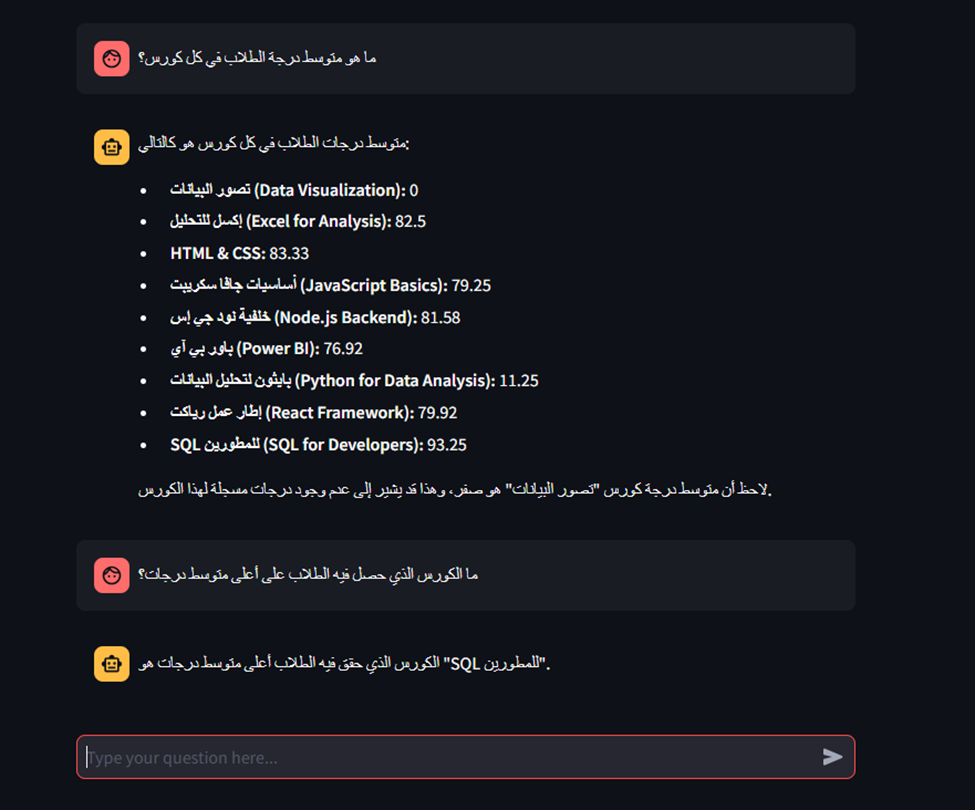 ما هو متوسط درجة الطلاب في كل كورس؟
متوسط درجات الطلاب في كل كورس هو كالتالي:
• تصور البيانات (Data Visualization): 0
• إكسل للتحليل (Excel for Analysis): 82.5
• HTML & CSS: 83.33
• أساسيات جافا سكريبت (JavaScript Basics): 79.25
• خلفية نود جي إس (Node.js Backend): 81.58
• باور بي آي (Power BI): 76.92
• بايثون لتحليل البيانات (Python for Data Analysis): 11.25
• إطار عمل رياكت (React Framework): 79.92
• SQL للمطورين (SQL for Developers): 93.25
لاحظ أن متوسط درجة كورس "تصور البيانات" هو صفر، وهذا قد يشير إلى عدم وجود درجات مسجلة لهذا الكورس.
ما الكورس الذي حصل فيه الطلاب على أعلى متوسط درجات؟
الكورس الذي حقق فيه الطلاب أعلى متوسط درجات هو "SQL للمطورين".
Type your question here...